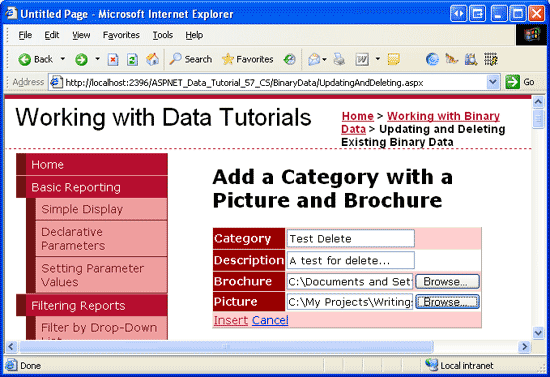 Untitled Page - Microsoft Internet Explorer
File Edit View Favorites Tools Help
Back Search Favorites
Address http://localhost:2396/ASPNET_Data_Tutorial_57_CS/BinaryData/UpdatingAndDeleting.aspx Go
Working with Data Tutorials
Home > Working with Binary
Data > Updating and Deleting
Existing Binary Data
Home
Basic Reporting
Simple Display
Declarative
Parameters
Setting Parameter
Values
Filtering Reports
Filter by Drop-Down
Add a Category with a
Picture and Brochure
Category Test Delete
Description A test for delete...
Brochure C:\Documents and Set Browse...
Picture C:\My Projects\Writing Browse...
Insert Cancel
Done Local intranet